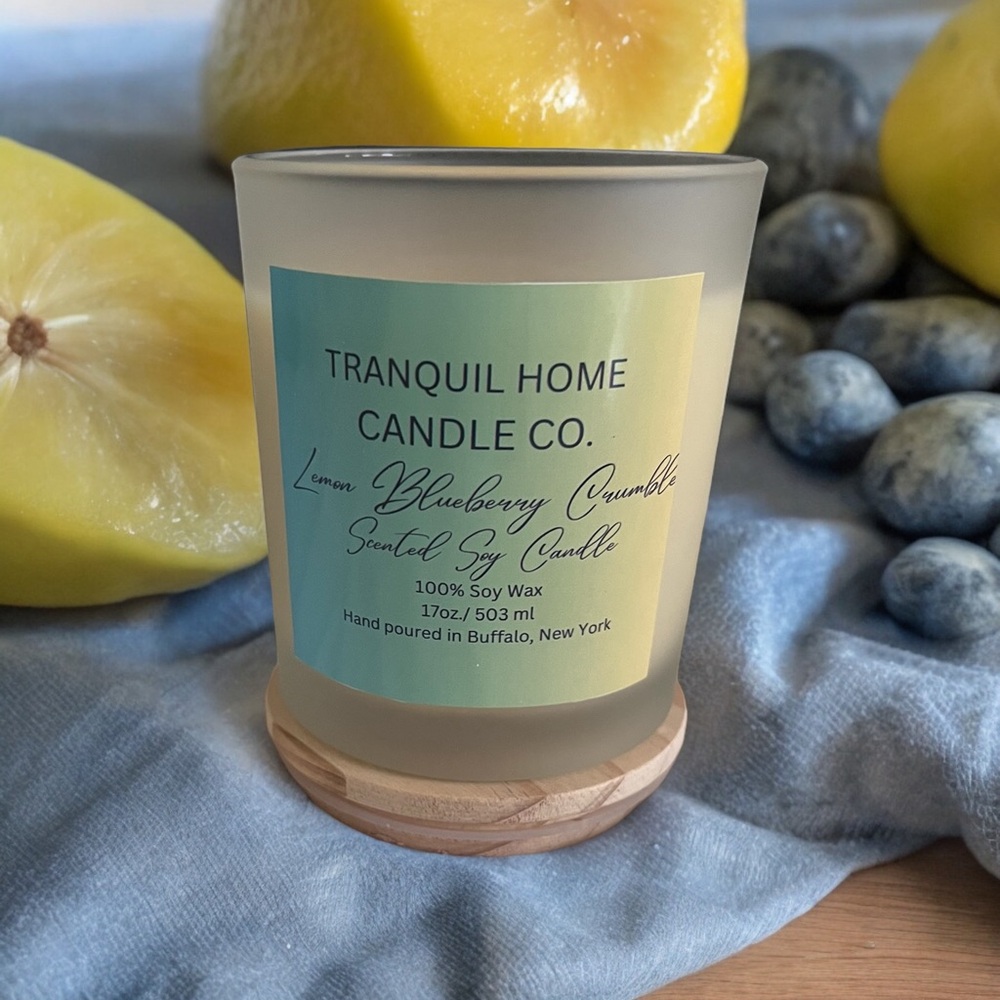 TRANQUIL HOME
CANDLE CO.
Lemon Blueberry Crumble
Scented Soy Candle
100% Soy Wax
17oz./ 503 ml
Hand poured in Buffalo, New York